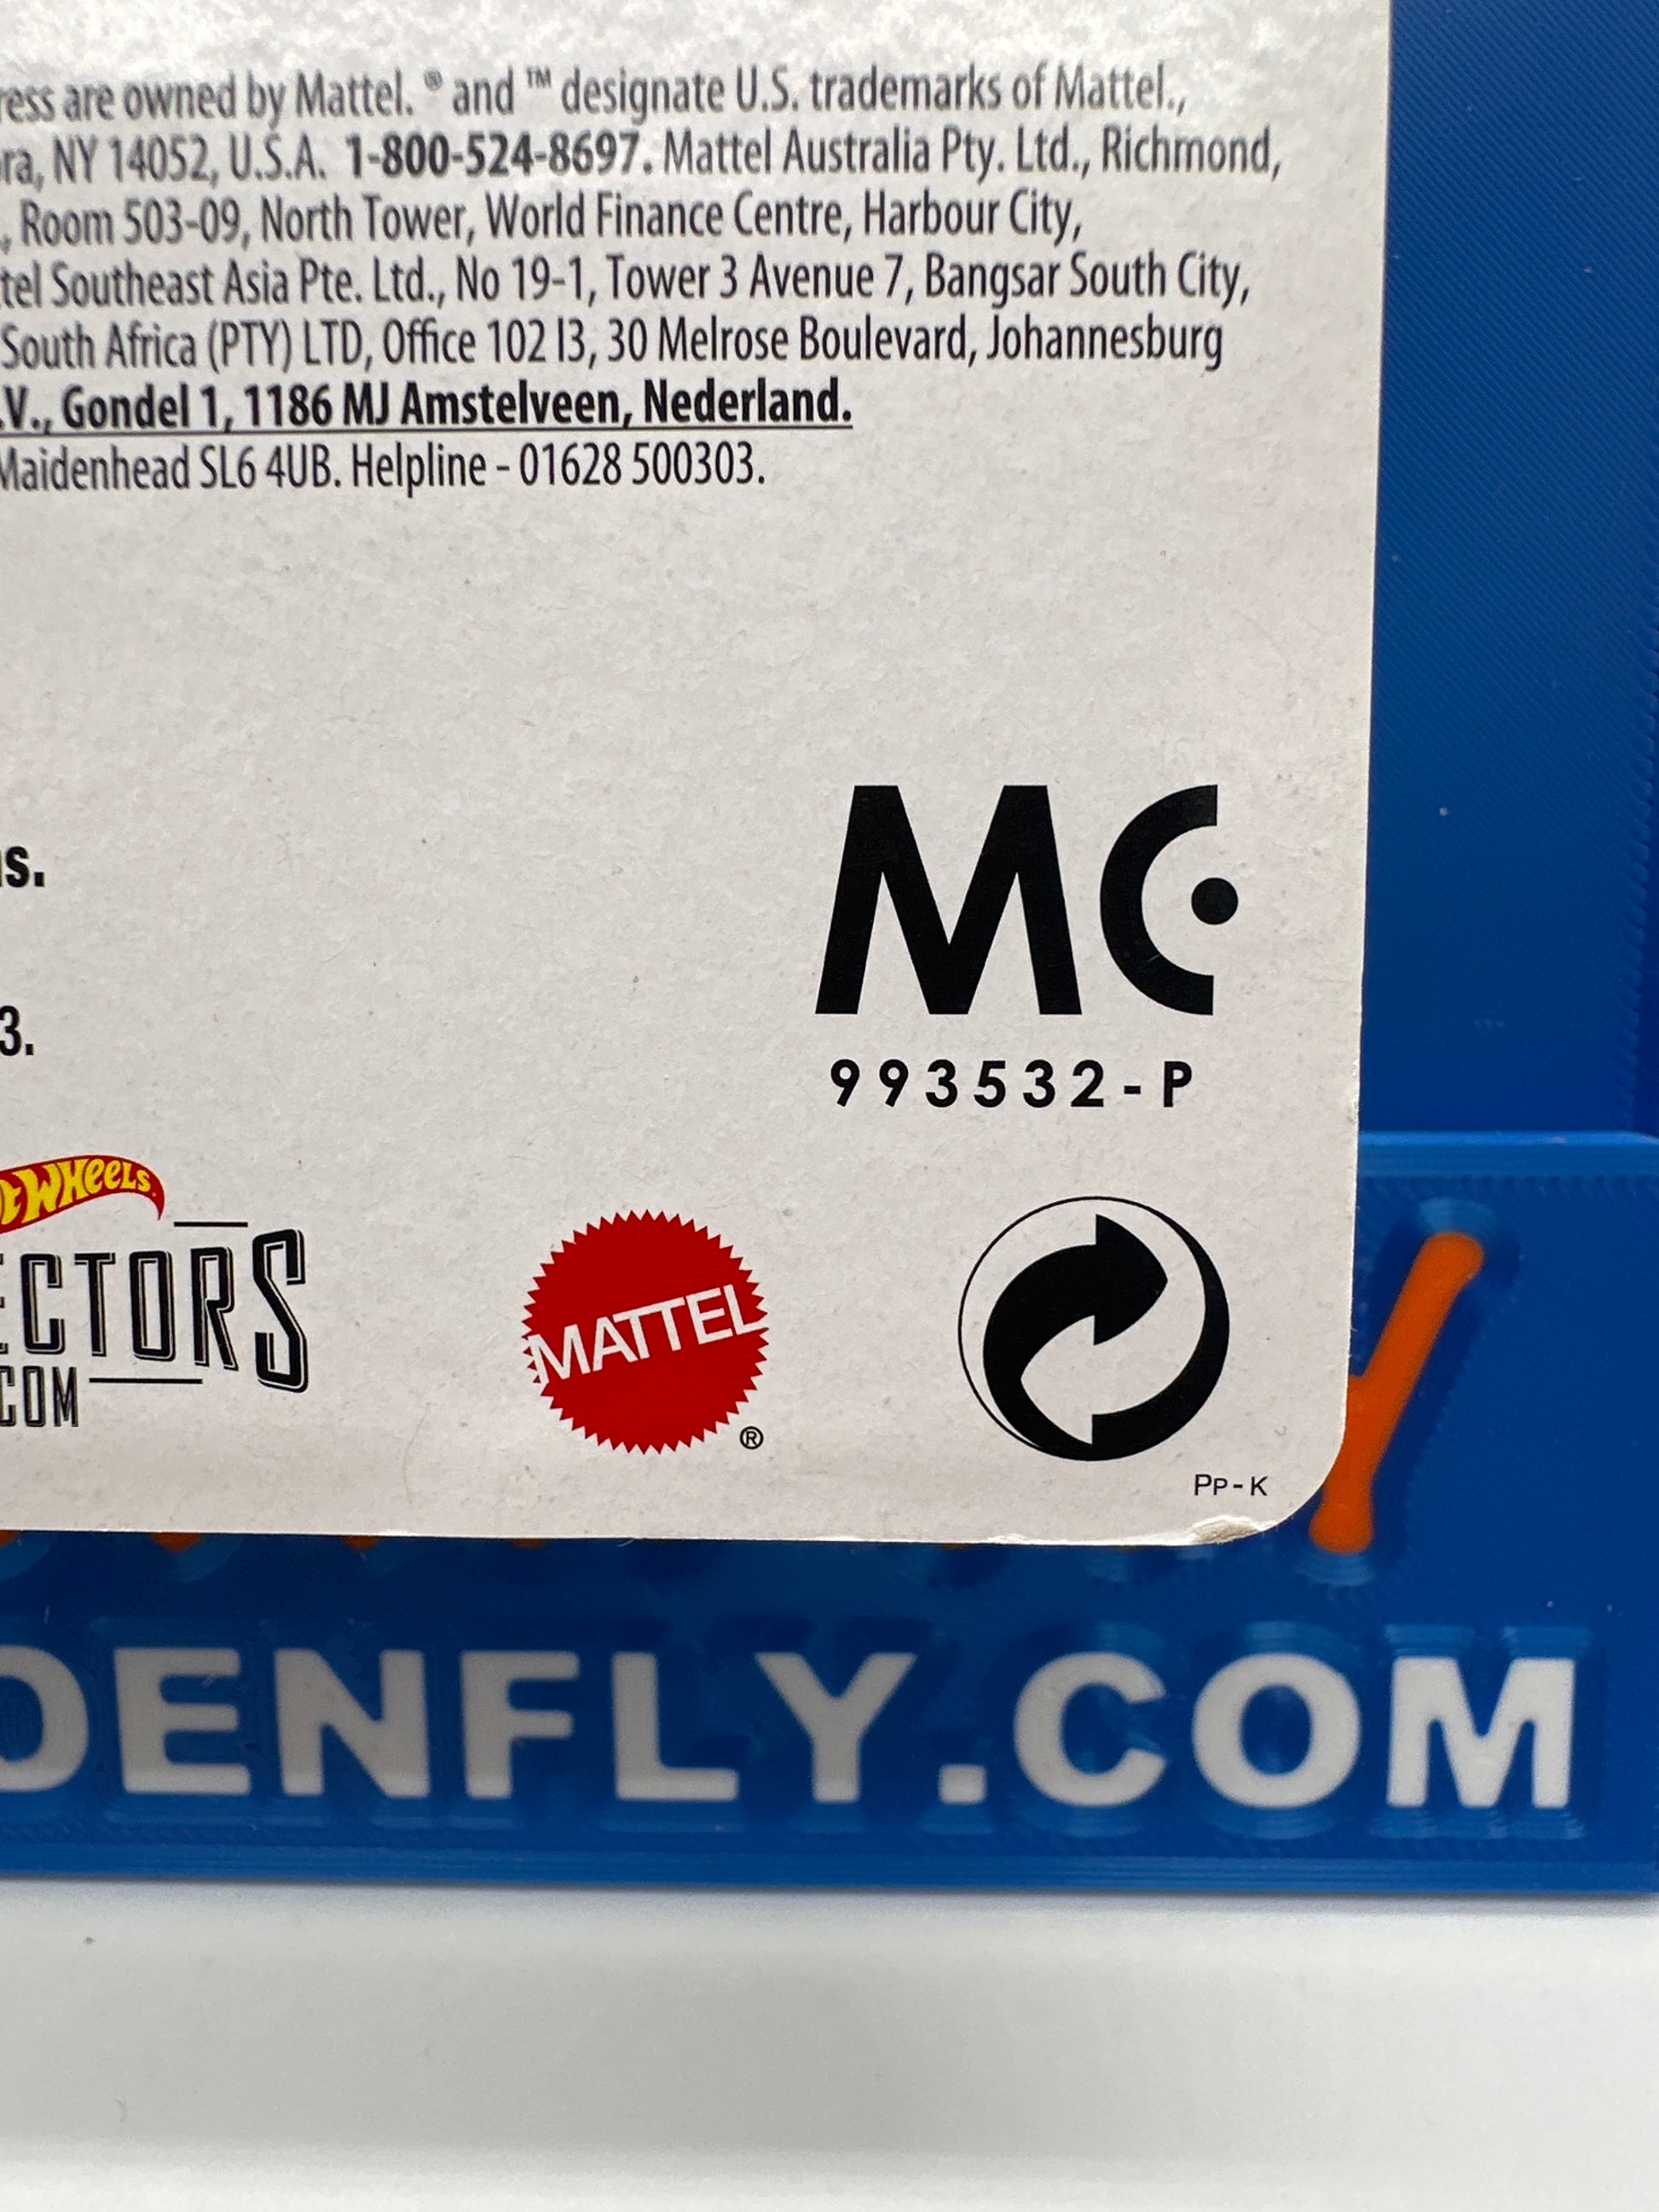 ress are owned by Mattel. ® and ™ designate U.S. trademarks of Mattel.,
ra, NY 14052, U.S.A. 1-800-524-8697. Mattel Australia Pty. Ltd., Richmond,
, Room 503-09, North Tower, World Finance Centre, Harbour City,
tel Southeast Asia Pte. Ltd., No 19-1, Tower 3 Avenue 7, Bangsar South City,
South Africa (PTY) LTD, Office 102 I3, 30 Melrose Boulevard, Johannesburg
.V., Gondel 1, 1186 MJ Amstelveen, Nederland.
Maidenhead SL6 4UB. Helpline - 01628 500303.
s.
MC
3.
993532-P
t Wheels
ECTORS
.COM
MATTEL
®
Pp-K
Y
DENFLY.COM